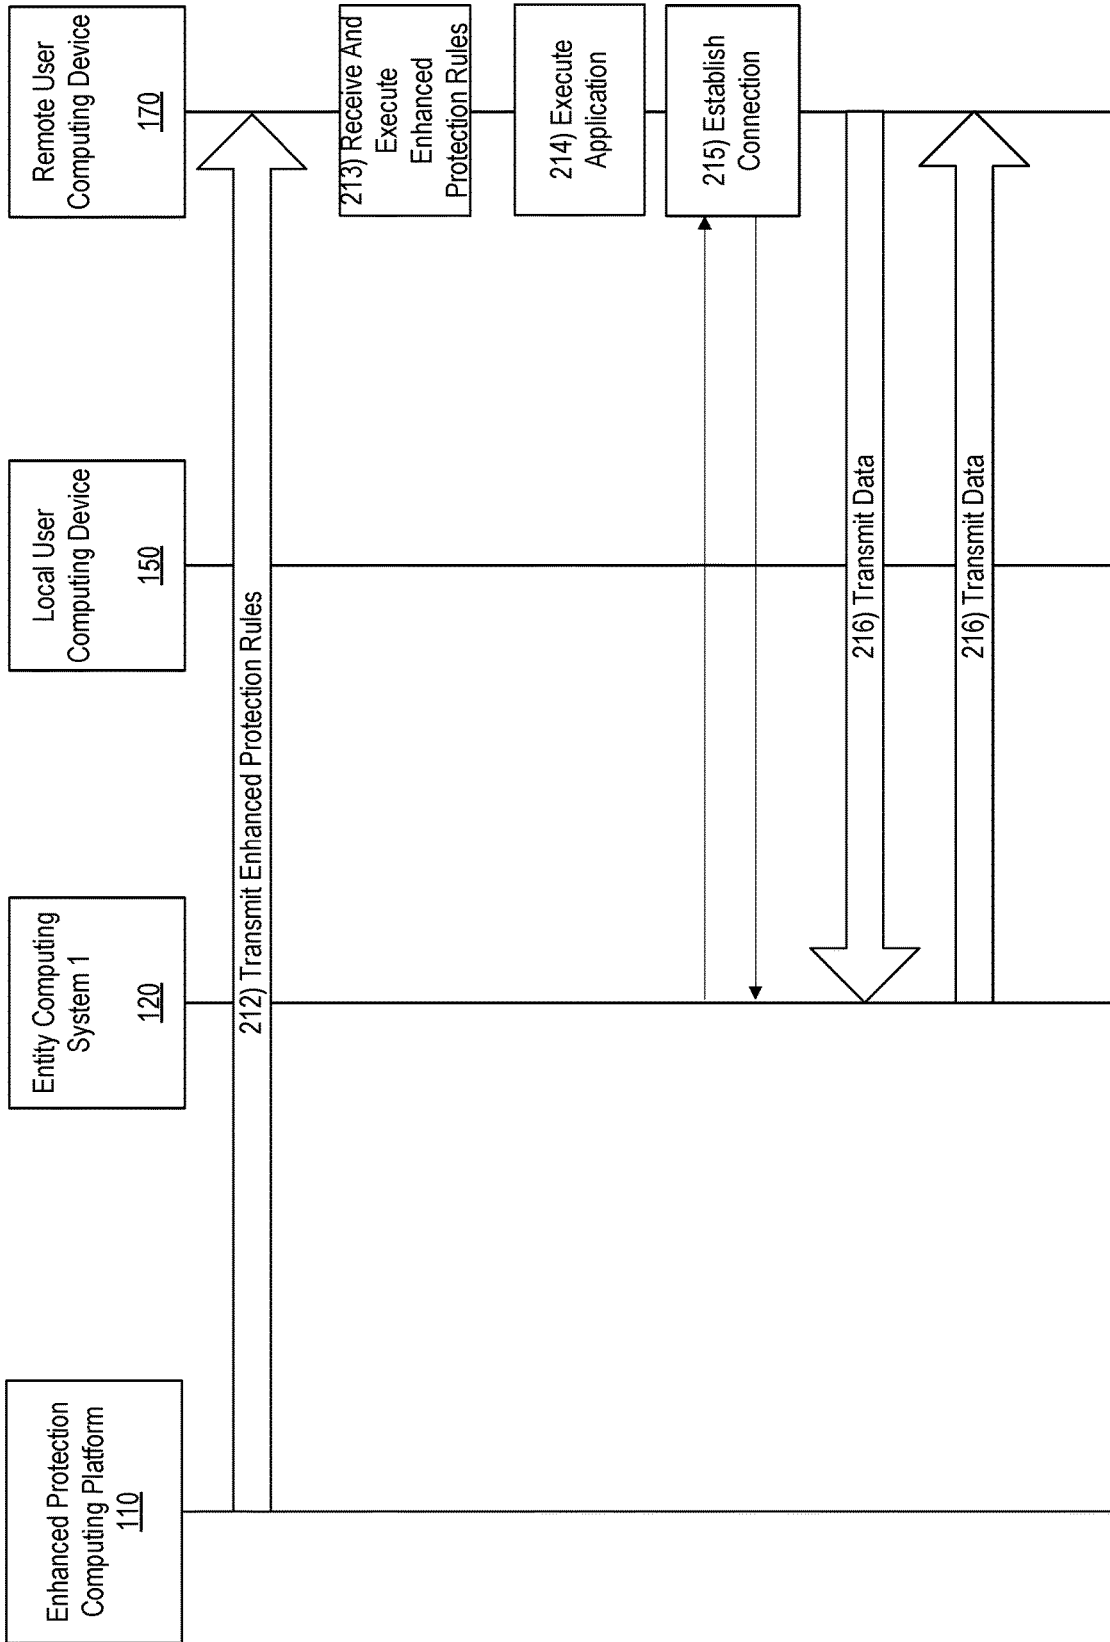 Enhanced Protection
Computing Platform
110
Entity Computing
System 1
120
Local User
Computing Device
150
Remote User
Computing Device
170
212) Transmit Enhanced Protection Rules
213) Receive And
Execute
Enhanced
Protection Rules
214) Execute
Application
215) Establish
Connection
216) Transmit Data
216) Transmit Data